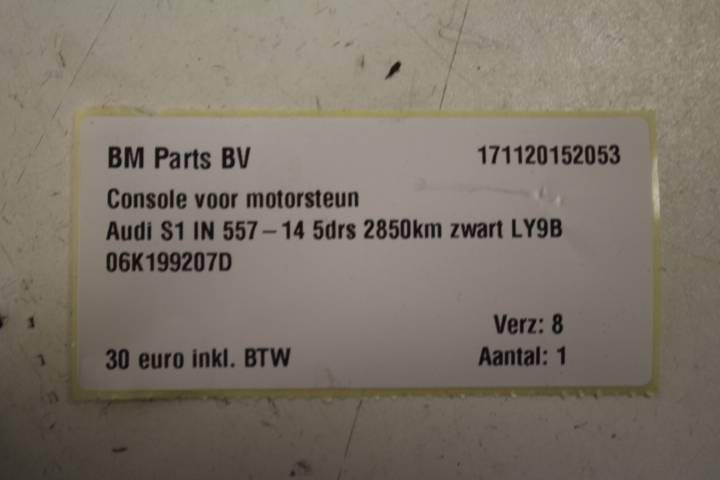 BM Parts BV 171120152053
Console voor motorsteun
Audi S1 IN 557-14 5drs 2850km zwart LY9B
06K199207D
Verz: 8
30 euro inkl. BTW Aantal: 1